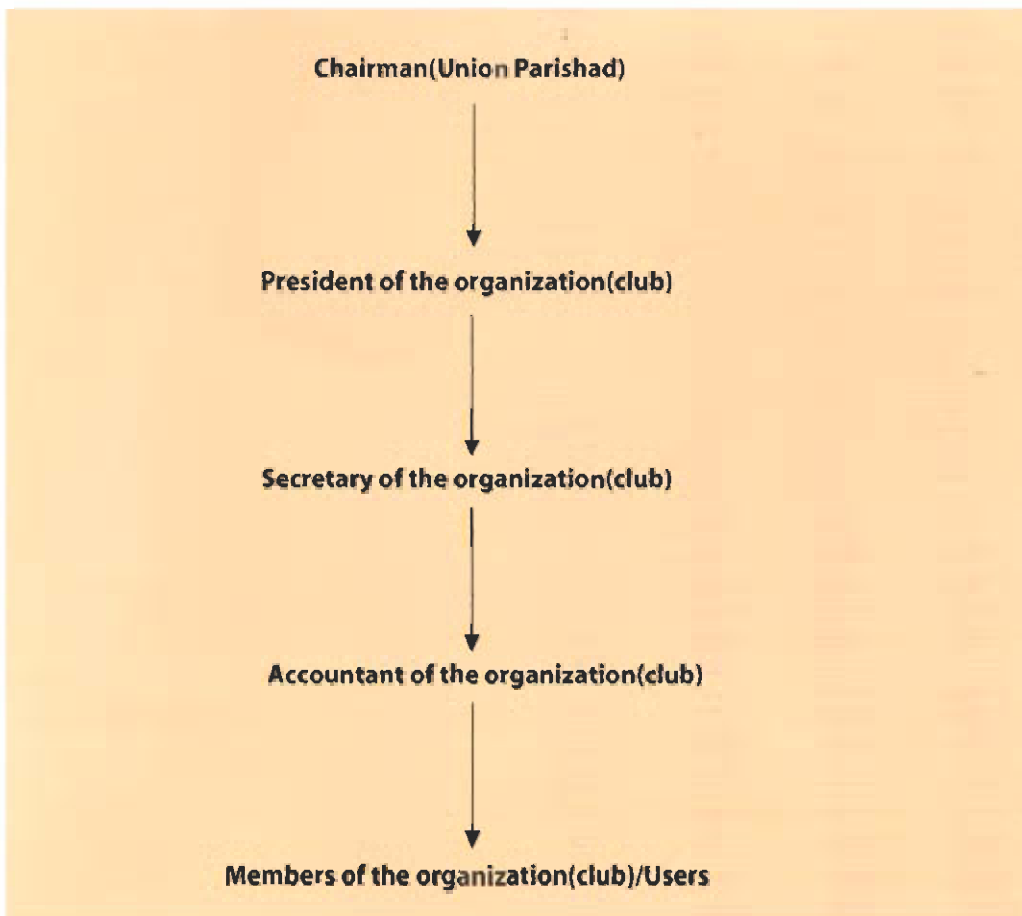 Chairman(Union Parishad)
President of the organization(club)
Secretary of the organization(club)
Accountant of the organization(club)
Members of the organization(club)/Users